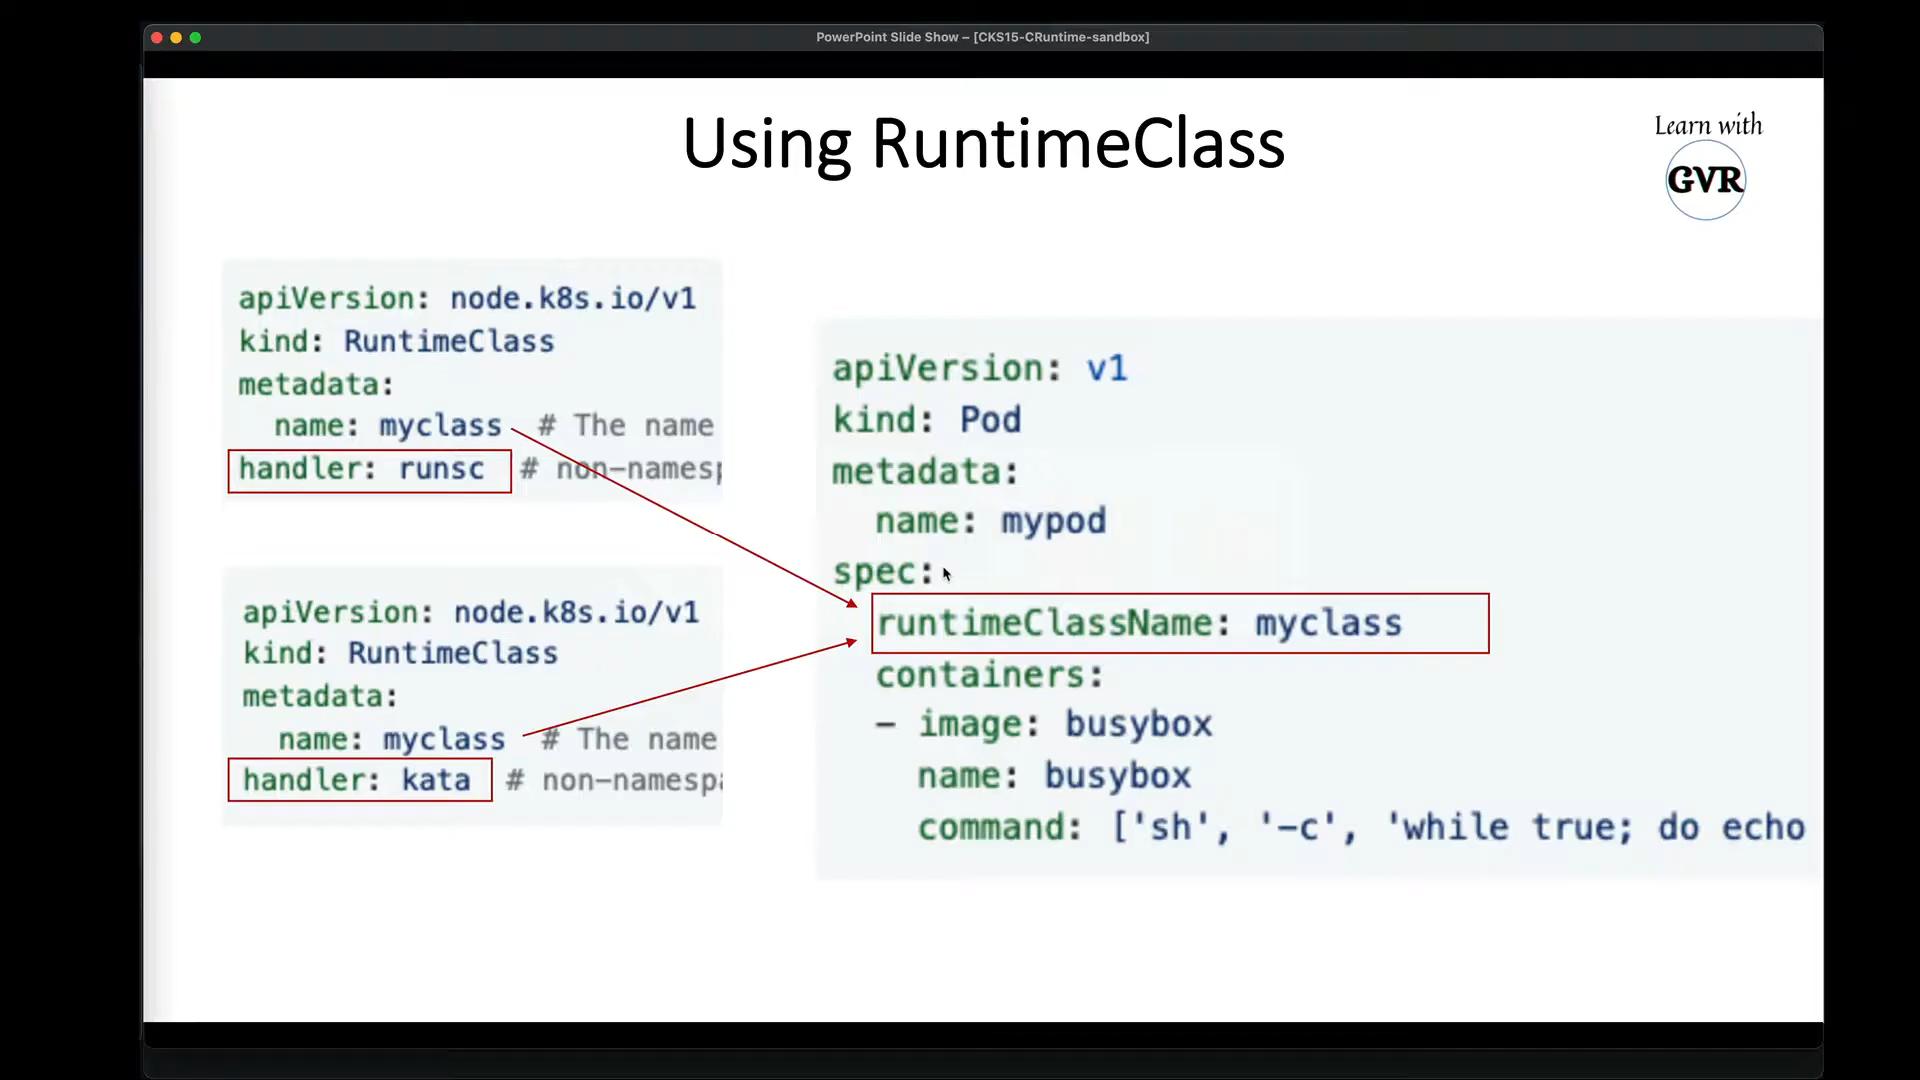 PowerPoint Slide Show – [CKS15-CRuntime-sandbox]
Using RuntimeClass
Learn with
GVR
apiVersion: node.k8s.io/v1
kind: RuntimeClass
metadata:
  name: myclass  # The name
handler: runsc  # non-namesp
apiVersion: node.k8s.io/v1
kind: RuntimeClass
metadata:
  name: myclass  # The name
handler: kata  # non-namespa
apiVersion: v1
kind: Pod
metadata:
  name: mypod
spec:
  runtimeClassName: myclass
  containers:
  - image: busybox
    name: busybox
    command: ['sh', '-c', 'while true; do echo